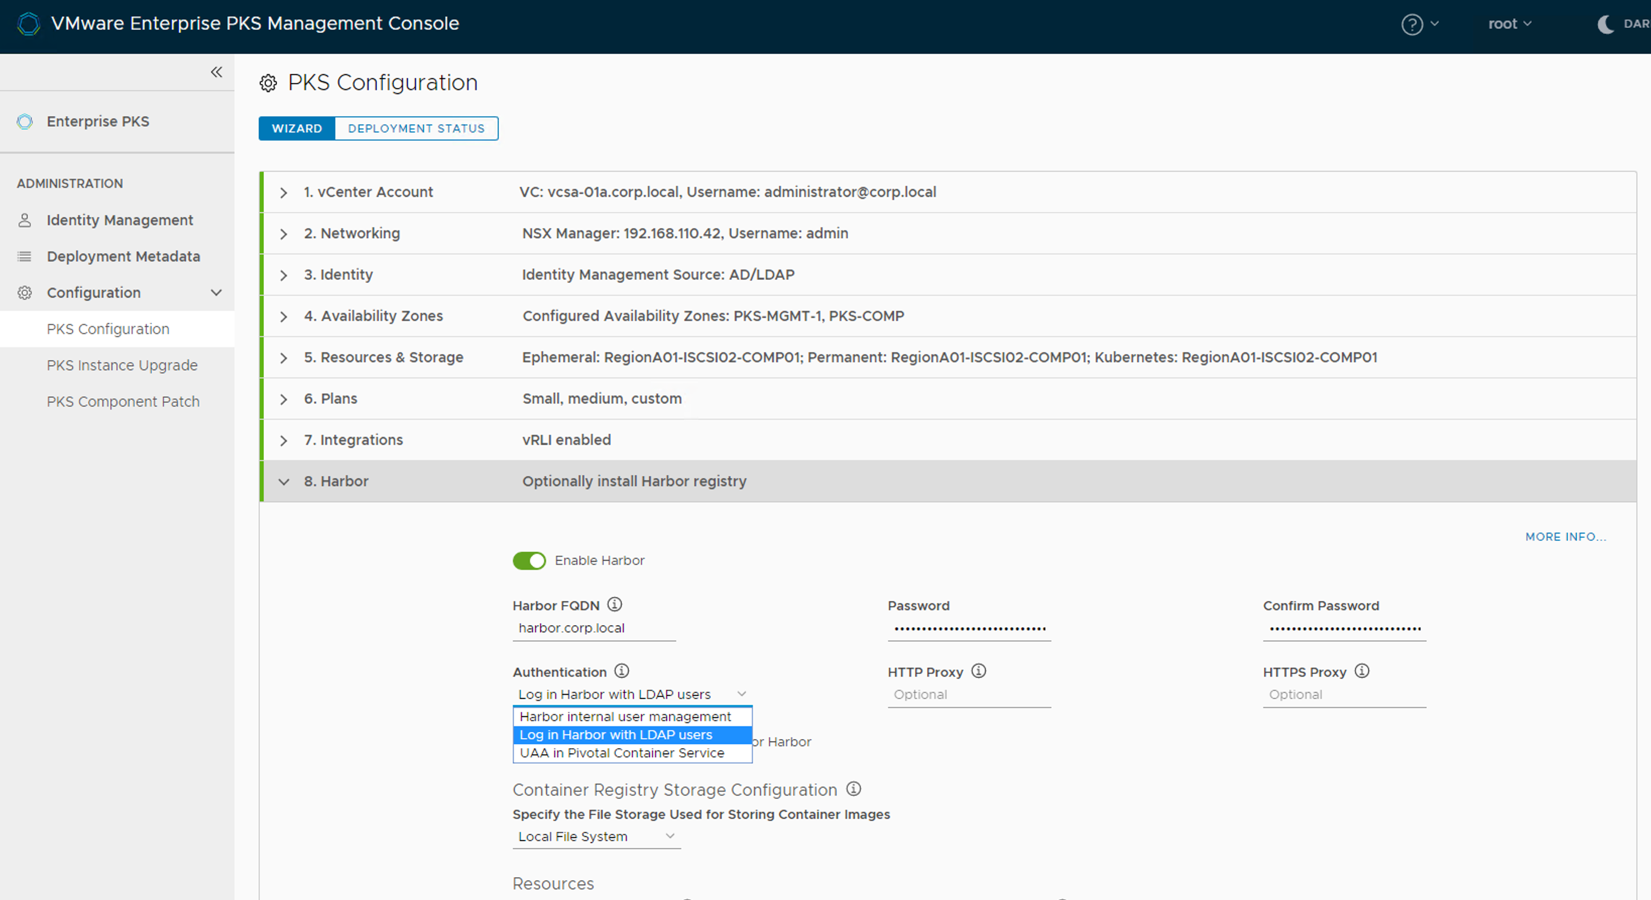 VMware Enterprise PKS Management Console
root
DAR
Enterprise PKS
ADMINISTRATION
Identity Management
Deployment Metadata
Configuration
PKS Configuration
PKS Instance Upgrade
PKS Component Patch
PKS Configuration
WIZARD DEPLOYMENT STATUS
1. vCenter Account VC: vcsa-01a.corp.local, Username: administrator@corp.local
2. Networking NSX Manager: 192.168.110.42, Username: admin
3. Identity Identity Management Source: AD/LDAP
4. Availability Zones Configured Availability Zones: PKS-MGMT-1, PKS-COMP
5. Resources & Storage Ephemeral: RegionA01-ISCSI02-COMP01; Permanent: RegionA01-ISCSI02-COMP01; Kubernetes: RegionA01-ISCSI02-COMP01
6. Plans Small, medium, custom
7. Integrations vRLI enabled
8. Harbor Optionally install Harbor registry
MORE INFO...
Enable Harbor
Harbor FQDN Password Confirm Password
harbor.corp.local
Authentication HTTP Proxy HTTPS Proxy
Log in Harbor with LDAP users Optional Optional
Harbor internal user management
Log in Harbor with LDAP users
or Harbor
UAA in Pivotal Container Service
Container Registry Storage Configuration
Specify the File Storage Used for Storing Container Images
Local File System
Resources